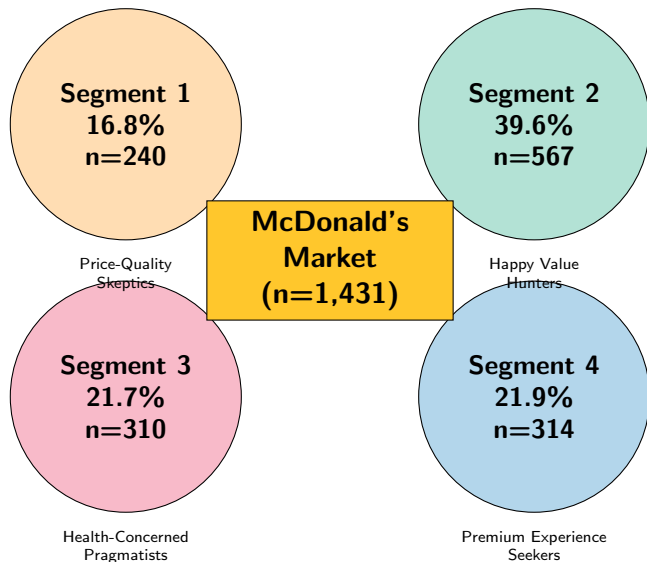 Segment 1
16.8%
n=240
Segment 2
39.6%
n=567
McDonald's
Market
(n=1,431)
Price-Quality
Skeptics
Happy Value
Hunters
Segment 3
21.7%
n=310
Segment 4
21.9%
n=314
Health-Concerned
Pragmatists
Premium Experience
Seekers